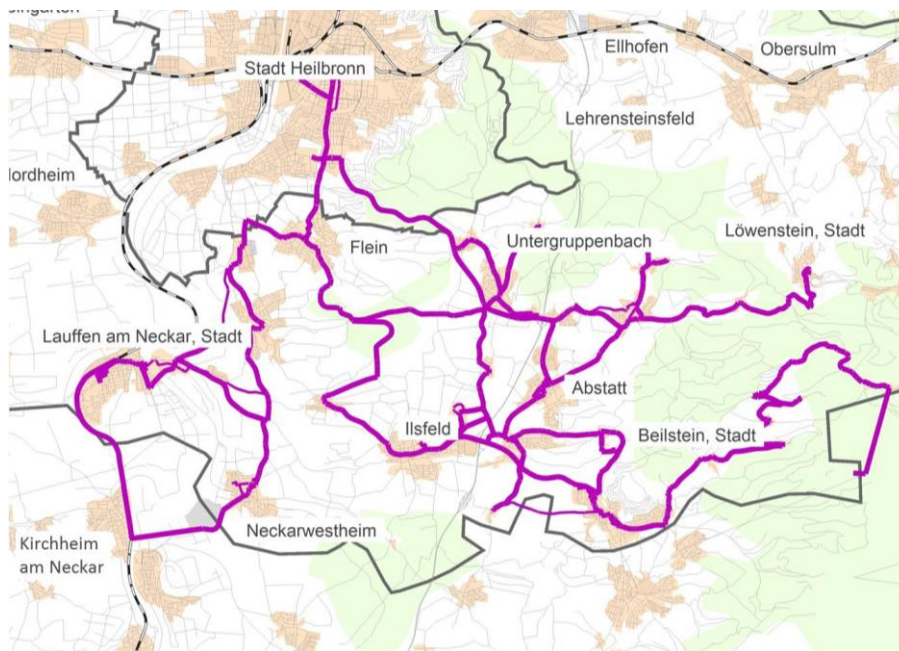 Ellhofen
Obersulm
Stadt Heilbronn
Lehrensteinsfeld
Löwenstein, Stadt
Untergruppenbach
Flein
Lauffen am Neckar, Stadt
Abstatt
Ilsfeld
Beilstein, Stadt
Neckarwestheim
Kirchheim
am Neckar